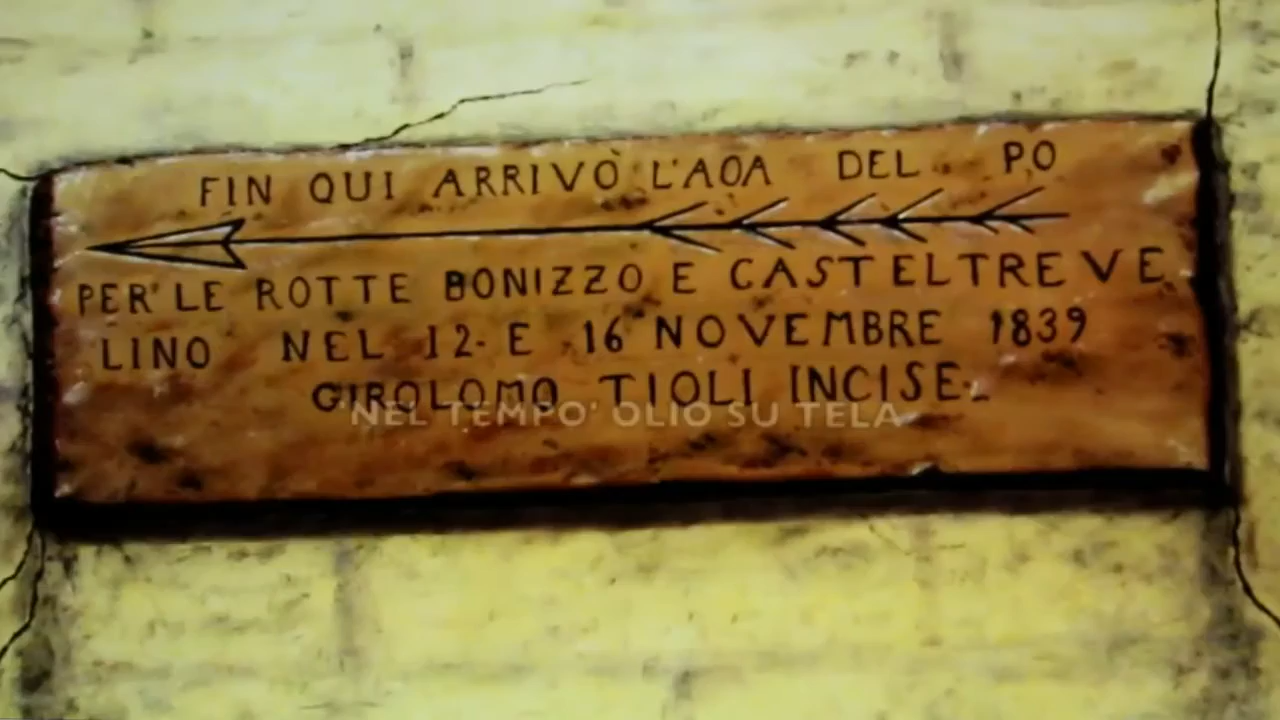 FIN QUI ARRIVÒ L'AOA DEL PO
PER' LE ROTTE BONIZZO E CASTELTREVE
LINO NEL 12- E 16 NOVEMBRE 1839
GIROLOMO TIOLI INCISE-
'NEL TEMPO' OLIO SU TELA